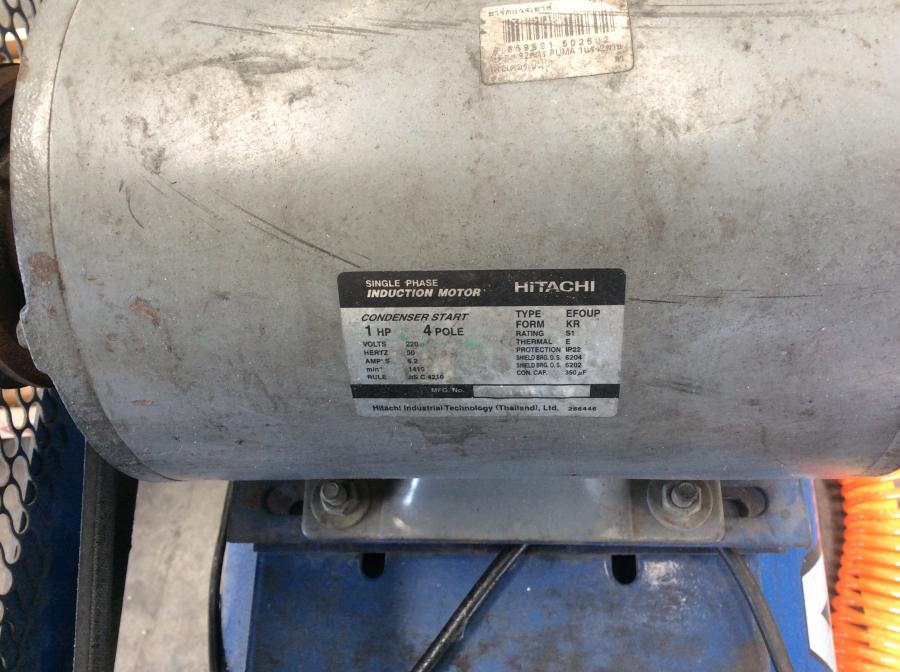 502602
PUMA
SINGLE PHASE
INDUCTION MOTOR
HITACHI
CONDENSER START
1 HP 4 POLE
VOLTS 220
HERTZ 50
AMP'S 6.2
min⁻¹ 1410
RULE JIS C 4210
TYPE EFOUP
FORM KR
RATING S1
THERMAL E
PROTECTION IP22
SHIELD BRG. D.S. 6204
SHIELD BRG. O.S. 6202
CON. CAP. 350 µF
MFG. No.
Hitachi Industrial Technology (Thailand), Ltd. 286446